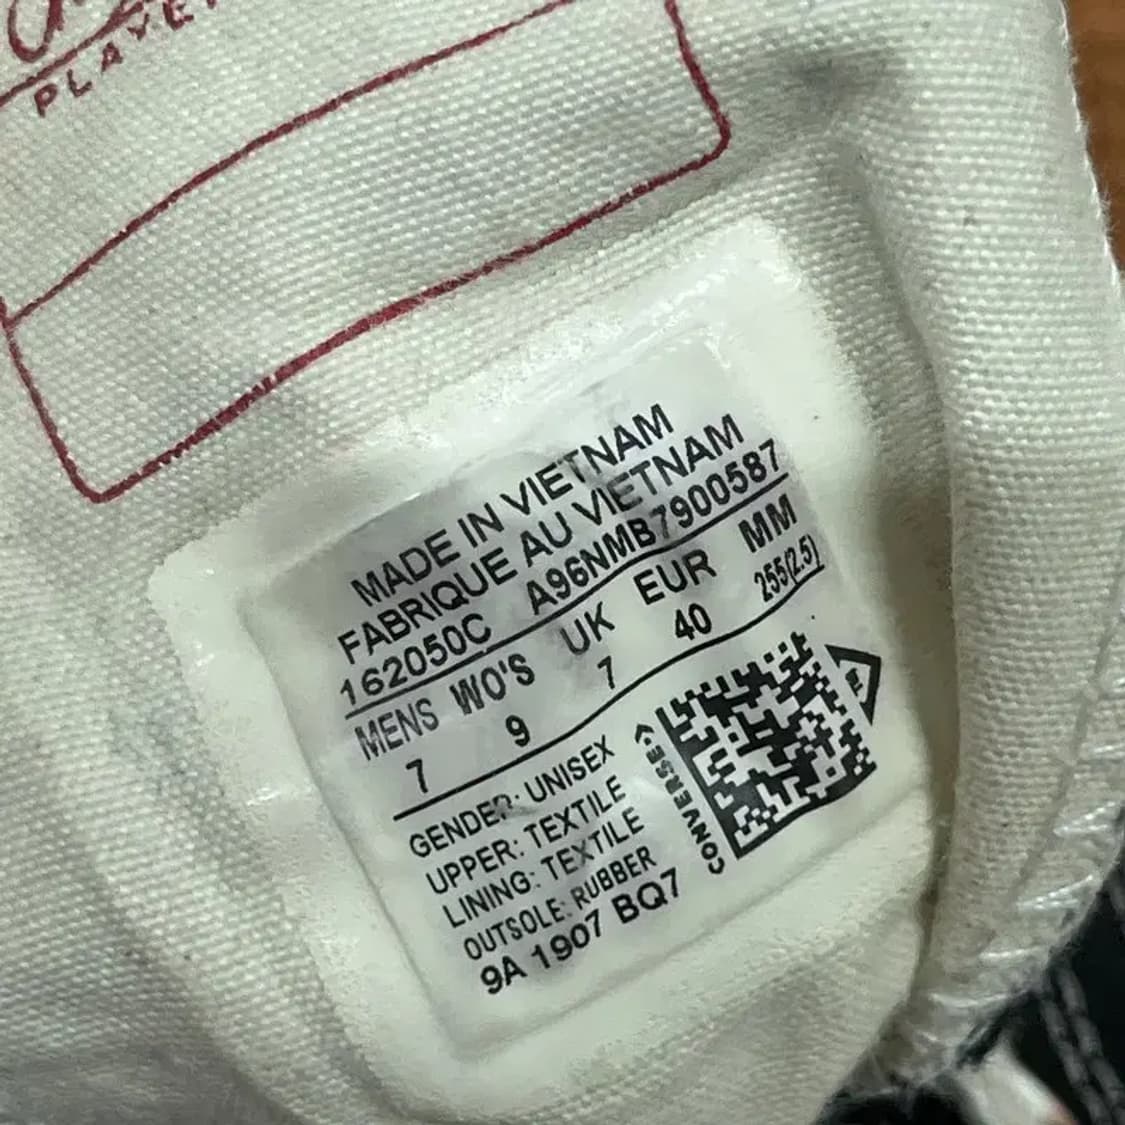 PLAYE
MADE IN VIETNAM
FABRIQUE AU VIETNAM
162050C A96NMB7900587
MENS WO'S UK EUR MM
7 9 7 40 255(2.5)
GENDER: UNISEX
UPPER: TEXTILE
LINING: TEXTILE
OUTSOLE: RUBBER
9A 1907 BQ7
CONVERSE